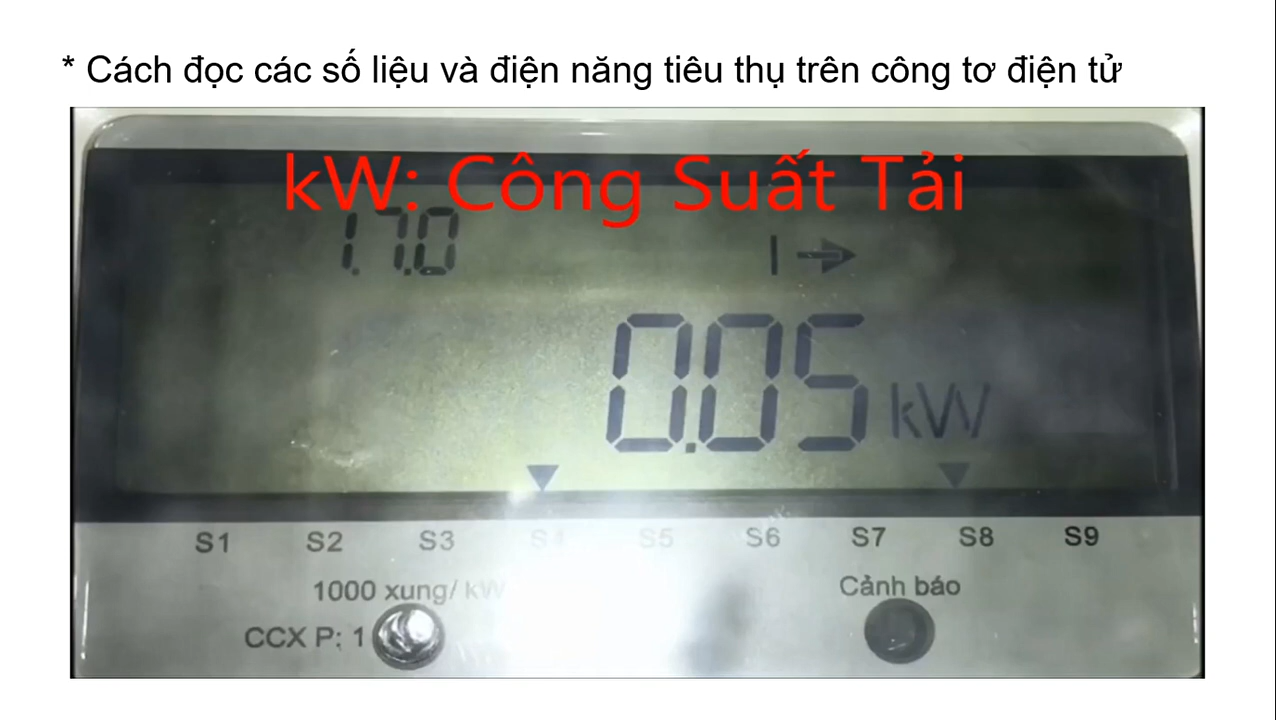 * Cách đọc các số liệu và điện năng tiêu thụ trên công tơ điện tử
kW: Công Suất Tải
1.7.0
0.05 kW
S1 S2 S3 S4 S5 S6 S7 S8 S9
1000 xung/ kW
Cảnh báo
CCX P: 1